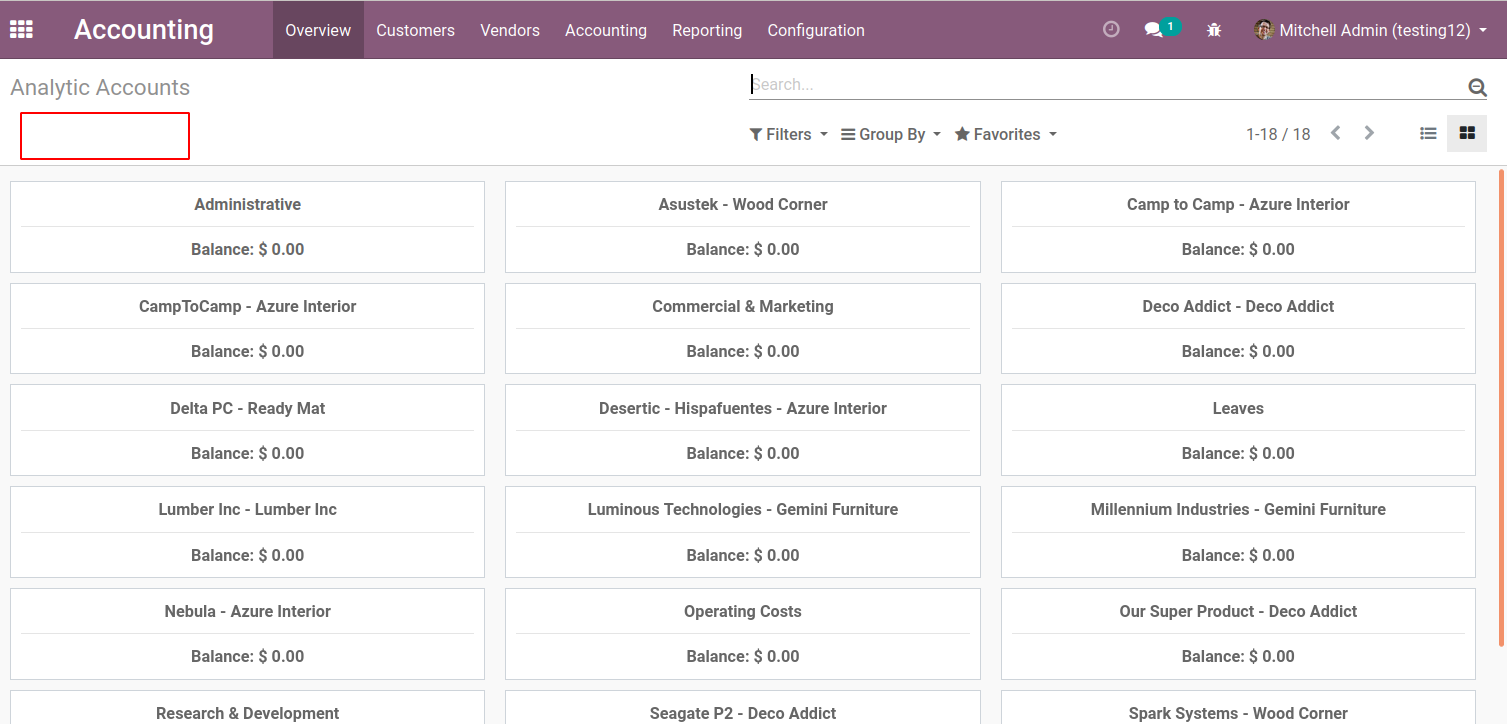 Accounting Overview Customers Vendors Accounting Reporting Configuration 1 Mitchell Admin (testing12)
Analytic Accounts Search...
Filters Group By Favorites 1-18 / 18
Administrative Asustek - Wood Corner Camp to Camp - Azure Interior
Balance: $ 0.00 Balance: $ 0.00 Balance: $ 0.00
CampToCamp - Azure Interior Commercial & Marketing Deco Addict - Deco Addict
Balance: $ 0.00 Balance: $ 0.00 Balance: $ 0.00
Delta PC - Ready Mat Desertic - Hispafuentes - Azure Interior Leaves
Balance: $ 0.00 Balance: $ 0.00 Balance: $ 0.00
Lumber Inc - Lumber Inc Luminous Technologies - Gemini Furniture Millennium Industries - Gemini Furniture
Balance: $ 0.00 Balance: $ 0.00 Balance: $ 0.00
Nebula - Azure Interior Operating Costs Our Super Product - Deco Addict
Balance: $ 0.00 Balance: $ 0.00 Balance: $ 0.00
Research & Development Seagate P2 - Deco Addict Spark Systems - Wood Corner